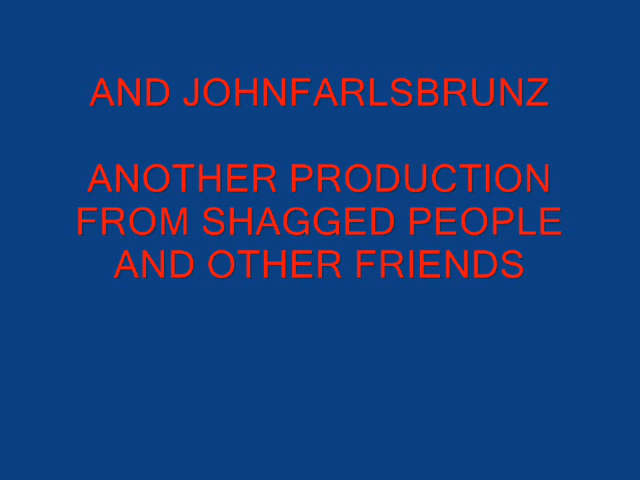 AND JOHNFARLSBRUNZ
ANOTHER PRODUCTION
FROM SHAGGED PEOPLE
AND OTHER FRIENDS